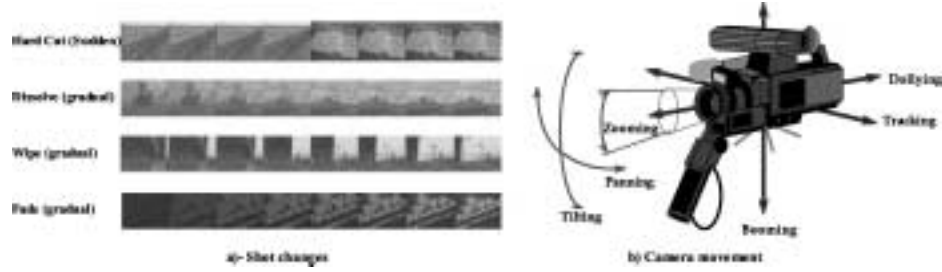 Hard Cut (Sudden)
Dissolve (gradual)
Wipe (gradual)
Fade (gradual)
a)- Shot changes
Dollying
Tracking
Zooming
Panning
Tilting
Booming
b) Camera movement